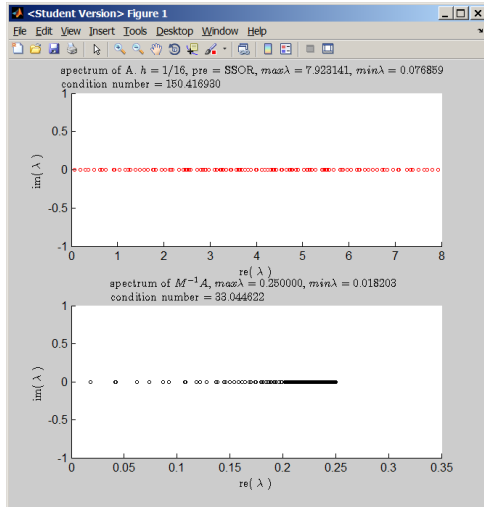 <Student Version> Figure 1
File Edit View Insert Tools Desktop Window Help
spectrum of A. h = 1/16, pre = SSOR, maxλ = 7.923141, minλ = 0.076859
condition number = 150.416930
1
0.5
0
-0.5
-1
im( λ )
0 1 2 3 4 5 6 7 8
re( λ )
spectrum of M⁻¹A, maxλ = 0.250000, minλ = 0.018203
condition number = 33.044622
1
0.5
0
-0.5
-1
im( λ )
0 0.05 0.1 0.15 0.2 0.25 0.3 0.35
re( λ )